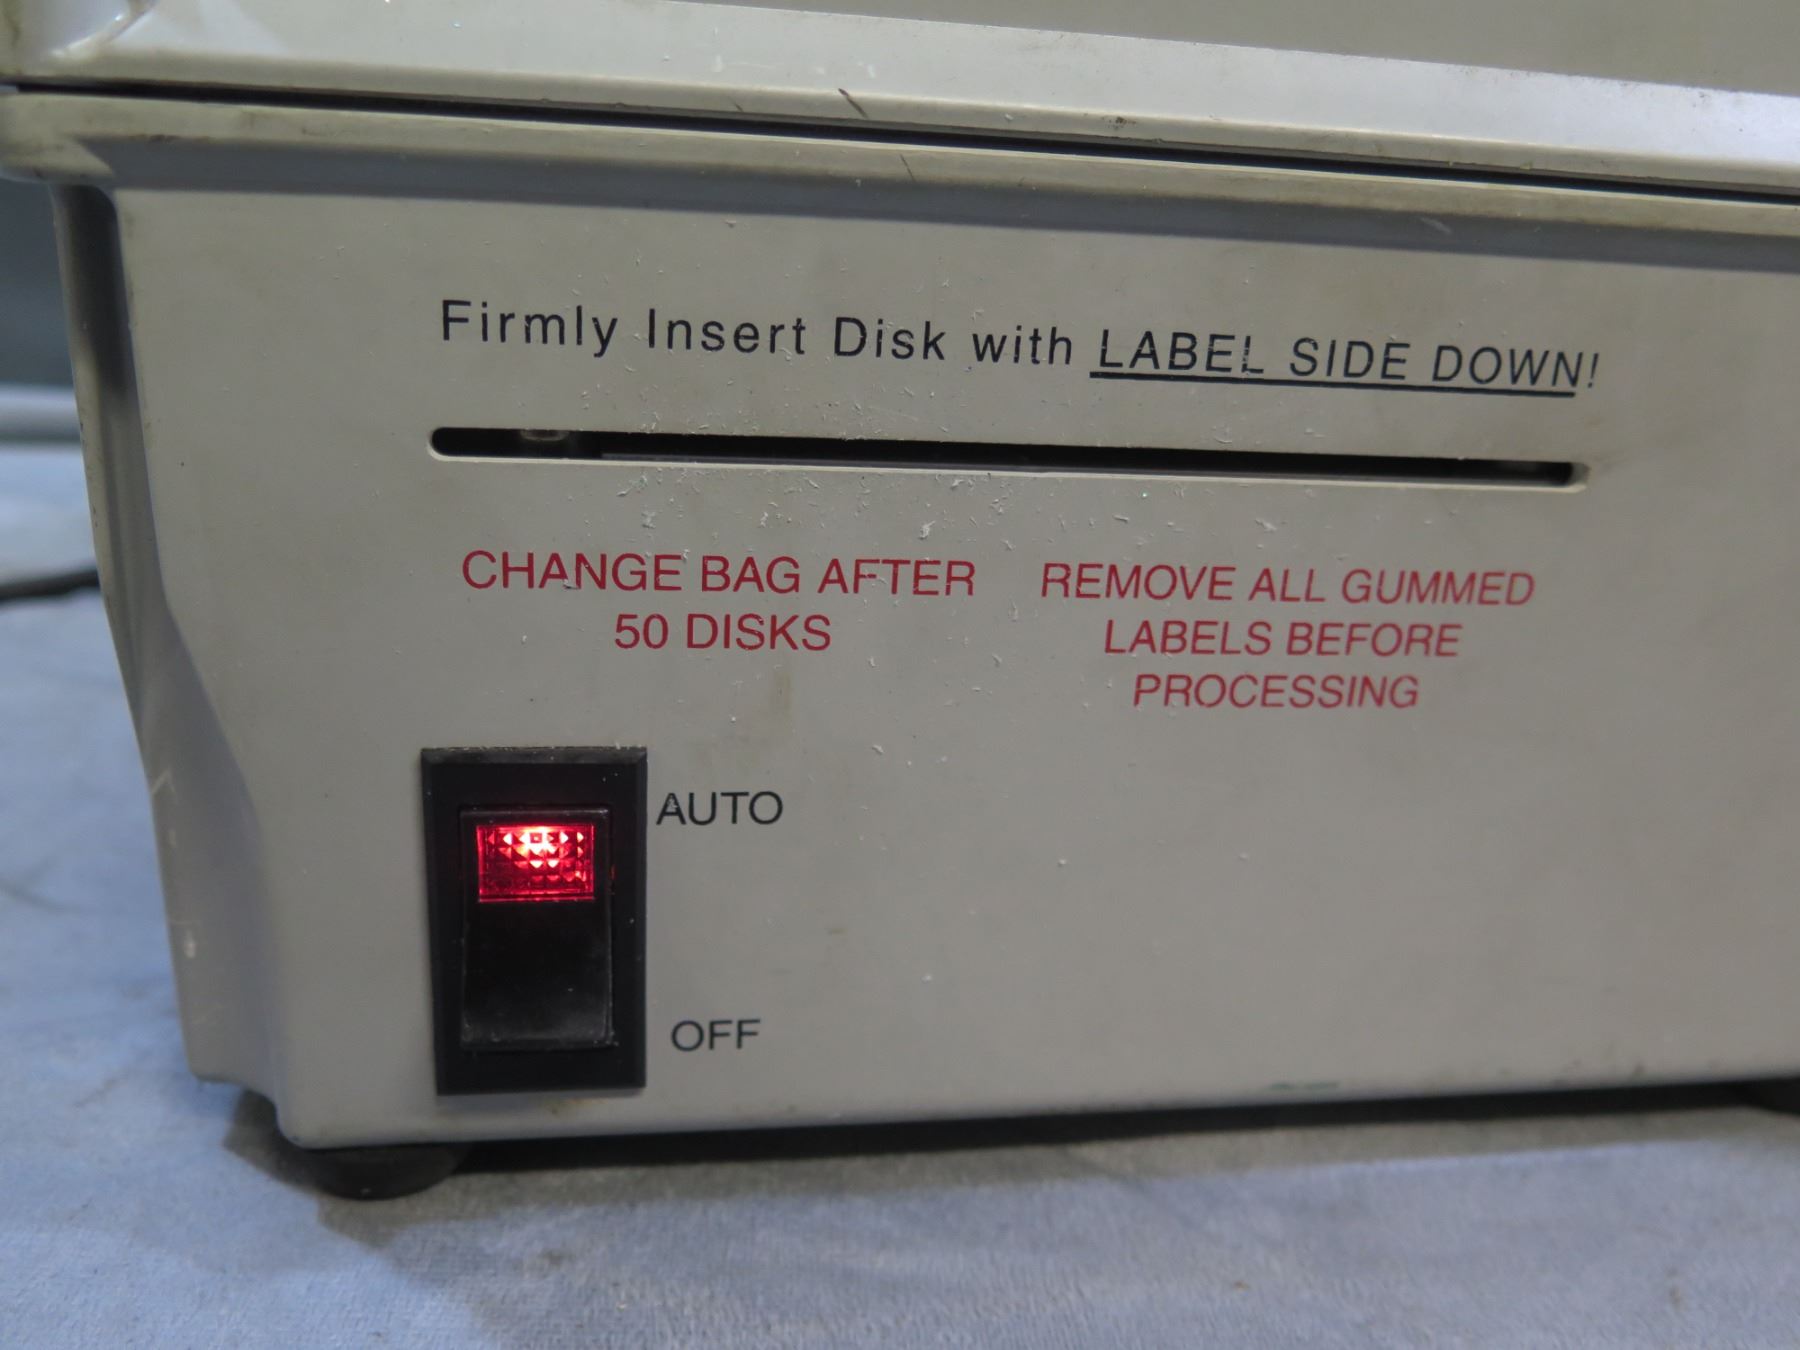 Firmly Insert Disk with LABEL SIDE DOWN!
CHANGE BAG AFTER
50 DISKS
REMOVE ALL GUMMED
LABELS BEFORE
PROCESSING
AUTO
OFF